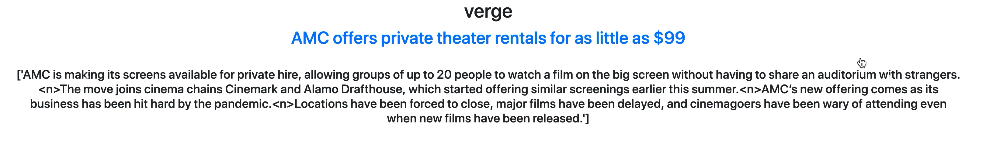 verge
AMC offers private theater rentals for as little as $99
['AMC is making its screens available for private hire, allowing groups of up to 20 people to watch a film on the big screen without having to share an auditorium with strangers.
<n>The move joins cinema chains Cinemark and Alamo Drafthouse, which started offering similar screenings earlier this summer.<n>AMC’s new offering comes as its
business has been hit hard by the pandemic.<n>Locations have been forced to close, major films have been delayed, and cinemagoers have been wary of attending even
when new films have been released.']